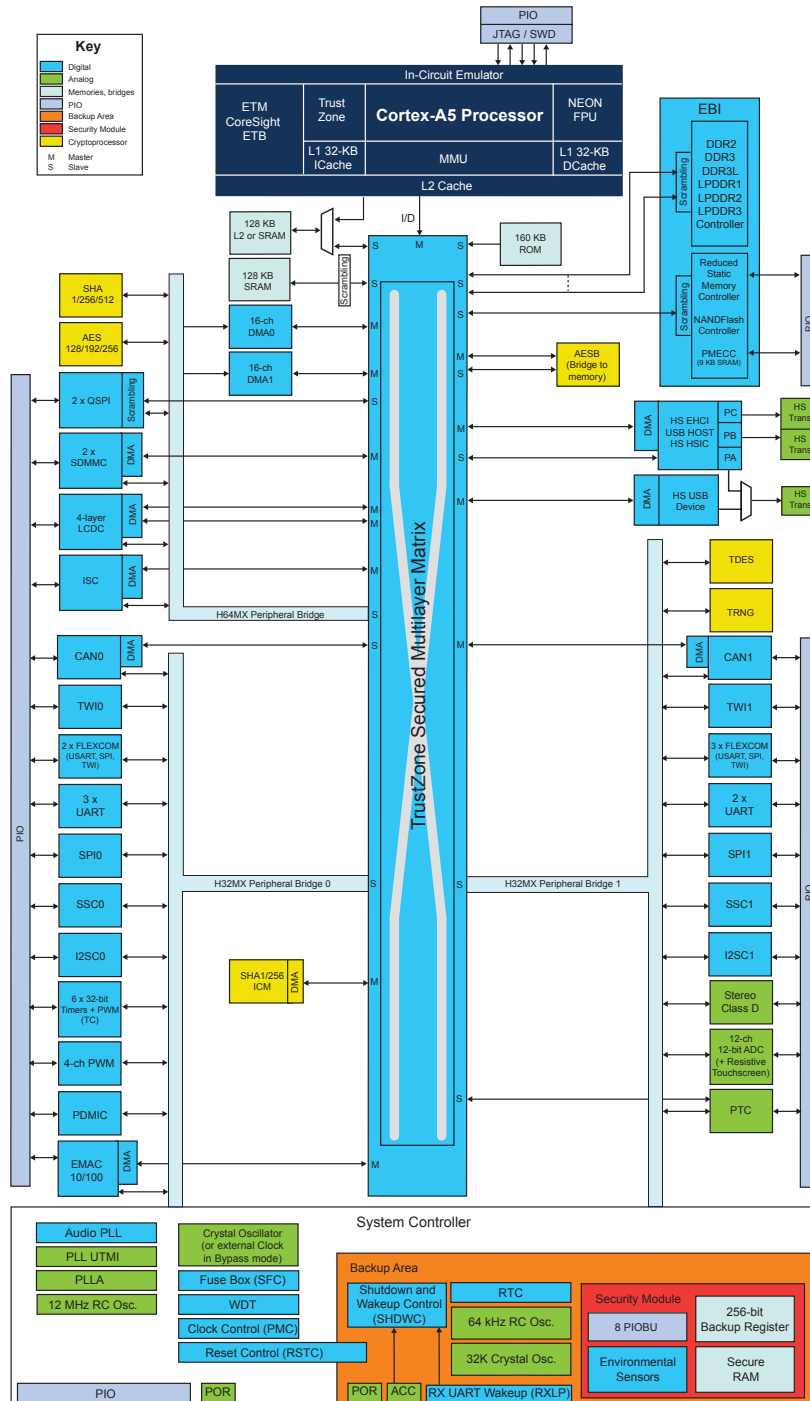 PIO
JTAG / SWD
Key
Digital
Analog
Memories, bridges
PIO
Backup Area
Security Module
Cryptoprocessor
M Master
S Slave
In-Circuit Emulator
ETM
CoreSight
ETB
Trust
Zone
Cortex-A5 Processor
NEON
FPU
L1 32-KB
ICache
MMU
L1 32-KB
DCache
L2 Cache
I/D
EBI
Scrambling
DDR2
DDR3
DDR3L
LPDDR1
LPDDR2
LPDDR3
Controller
Scrambling
Reduced
Static
Memory
Controller
NANDFlash
Controller
PMECC
(9 KB SRAM)
PIO
128 KB
L2 or SRAM
128 KB
SRAM
Scrambling
160 KB
ROM
S
M
S
S
S
S
S
SHA
1/256/512
AES
128/192/256
16-ch
DMA0
16-ch
DMA1
M
M
S
M
S
AESB
(Bridge to
memory)
2 x QSPI
Scrambling
2 x
SDMMC
DMA
4-layer
LCDC
DMA
ISC
DMA
M
M
M
M
S
S
M
S
M
M
DMA
HS EHCI
USB HOST
HS HSIC
PC
PB
PA
HS
Trans
HS
Trans
DMA
HS USB
Device
HS
Trans
TrustZone Secured Multilayer Matrix
H64MX Peripheral Bridge
TDES
TRNG
PIO
CAN0
DMA
TWI0
2 x FLEXCOM
(USART, SPI,
TWI)
3 x
UART
SPI0
SSC0
I2SC0
6 x 32-bit
Timers + PWM
(TC)
4-ch PWM
PDMIC
EMAC
10/100
DMA
H32MX Peripheral Bridge 0
S
S
H32MX Peripheral Bridge 1
SHA1/256
ICM
DMA
M
M
S
DMA
CAN1
TWI1
3 x FLEXCOM
(USART, SPI,
TWI)
2 x
UART
SPI1
SSC1
I2SC1
Stereo
Class D
12-ch
12-bit ADC
(+ Resistive
Touchscreen)
PTC
PIO
System Controller
Audio PLL
PLL UTMI
PLLA
12 MHz RC Osc.
Crystal Oscillator
(or external Clock
in Bypass mode)
Fuse Box (SFC)
WDT
Clock Control (PMC)
Reset Control (RSTC)
PIO
POR
Backup Area
Shutdown and
Wakeup Control
(SHDWC)
RTC
64 kHz RC Osc.
32K Crystal Osc.
POR
ACC
RX UART Wakeup (RXLP)
Security Module
8 PIOBU
256-bit
Backup Register
Environmental
Sensors
Secure
RAM